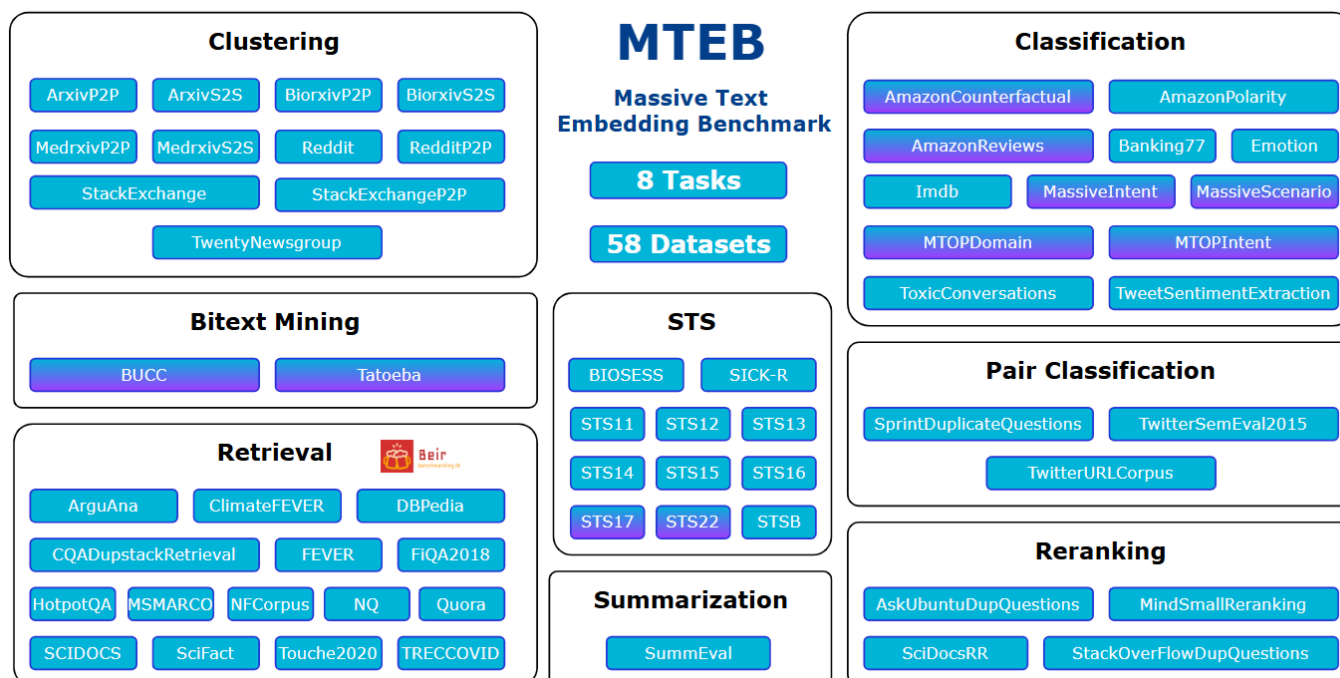 Clustering
ArxivP2P ArxivS2S BiorxivP2P BiorxivS2S
MedrxivP2P MedrxivS2S Reddit RedditP2P
StackExchange StackExchangeP2P
TwentyNewsgroup
MTEB
Massive Text
Embedding Benchmark
8 Tasks
58 Datasets
Classification
AmazonCounterfactual AmazonPolarity
AmazonReviews Banking77 Emotion
Imdb MassiveIntent MassiveScenario
MTOPDomain MTOPIntent
ToxicConversations TweetSentimentExtraction
Bitext Mining
BUCC Tatoeba
STS
BIOSESS SICK-R
STS11 STS12 STS13
STS14 STS15 STS16
STS17 STS22 STSB
Pair Classification
SprintDuplicateQuestions TwitterSemEval2015
TwitterURLCorpus
Retrieval
Beir
ArguAna ClimateFEVER DBPedia
CQADupstackRetrieval FEVER FiQA2018
HotpotQA MSMARCO NFCorpus NQ Quora
SCIDOCS SciFact Touche2020 TRECCOVID
Summarization
SummEval
Reranking
AskUbuntuDupQuestions MindSmallReranking
SciDocsRR StackOverFlowDupQuestions